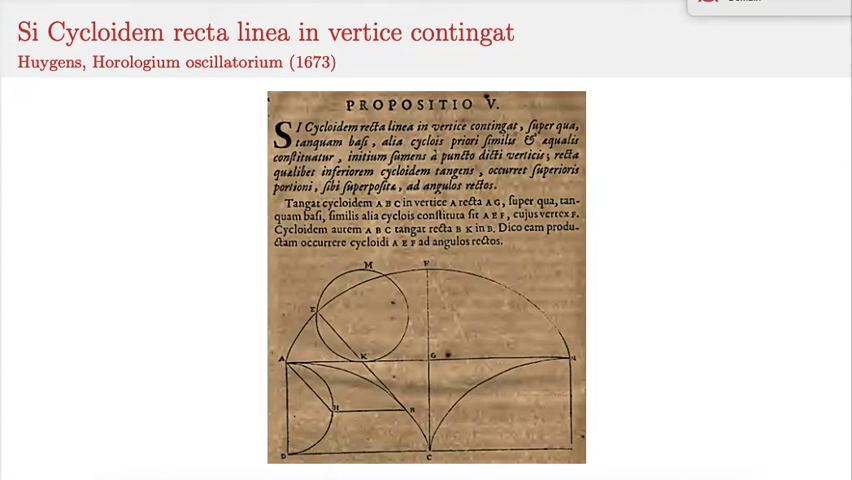 Si Cycloidem recta linea in vertice contingat
Huygens, Horologium oscillatorium (1673)
PROPOSITIO V.
SI Cycloidem recta linea in vertice contingat, ſuper qua,
tanquam baſi, alia cyclois priori ſimilis & æqualis
conſtituatur, initium ſumens à puncto dicti verticis; recta
quælibet inferiorem cycloidem tangens, occurret ſuperioris
portioni, ſibi ſuperpoſitæ, ad angulos rectos.
Tangat cycloidem A B C in vertice A recta A G, ſuper qua, tan-
quam baſi, ſimilis alia cyclois conſtituta ſit A E F, cujus vertex F.
Cycloidem autem A B C tangat recta B K in B. Dico eam produ-
ctam occurrere cycloidi A E F ad angulos rectos.
M F
E
A K G N
H B
D C